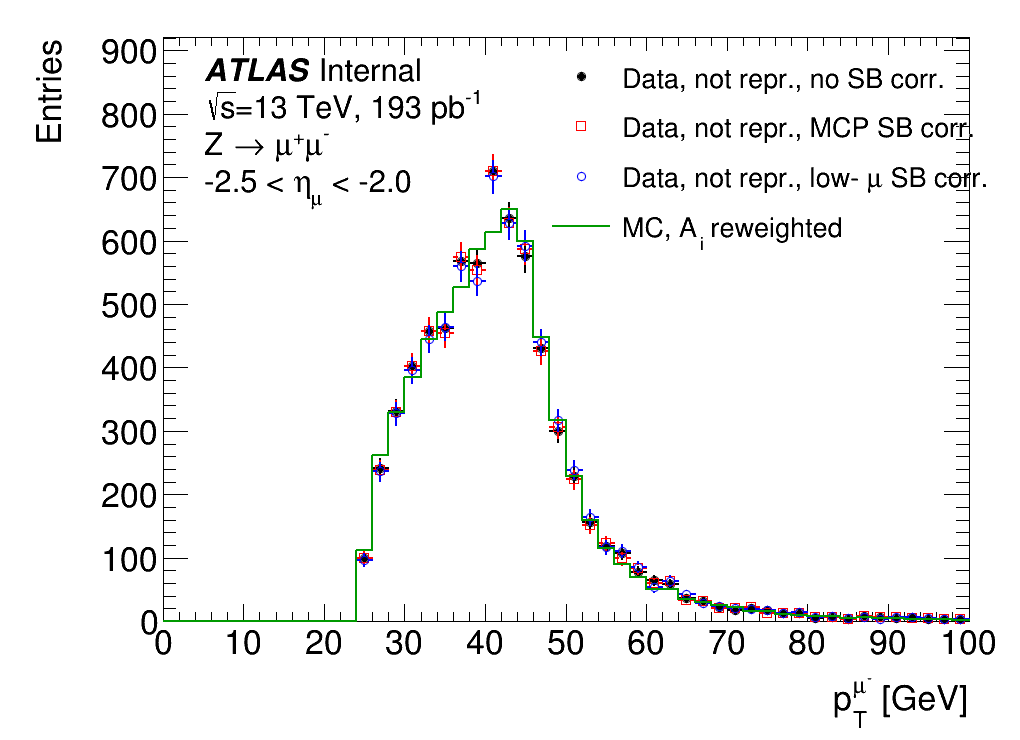 Entries
900
800
700
600
500
400
300
200
100
0
ATLAS Internal
√s=13 TeV, 193 pb⁻¹
Z → μ⁺μ⁻
-2.5 < η_μ < -2.0
Data, not repr., no SB corr.
Data, not repr., MCP SB corr.
Data, not repr., low- μ SB corr.
MC, A_i reweighted
0 10 20 30 40 50 60 70 80 90 100
p_T^μ⁻ [GeV]